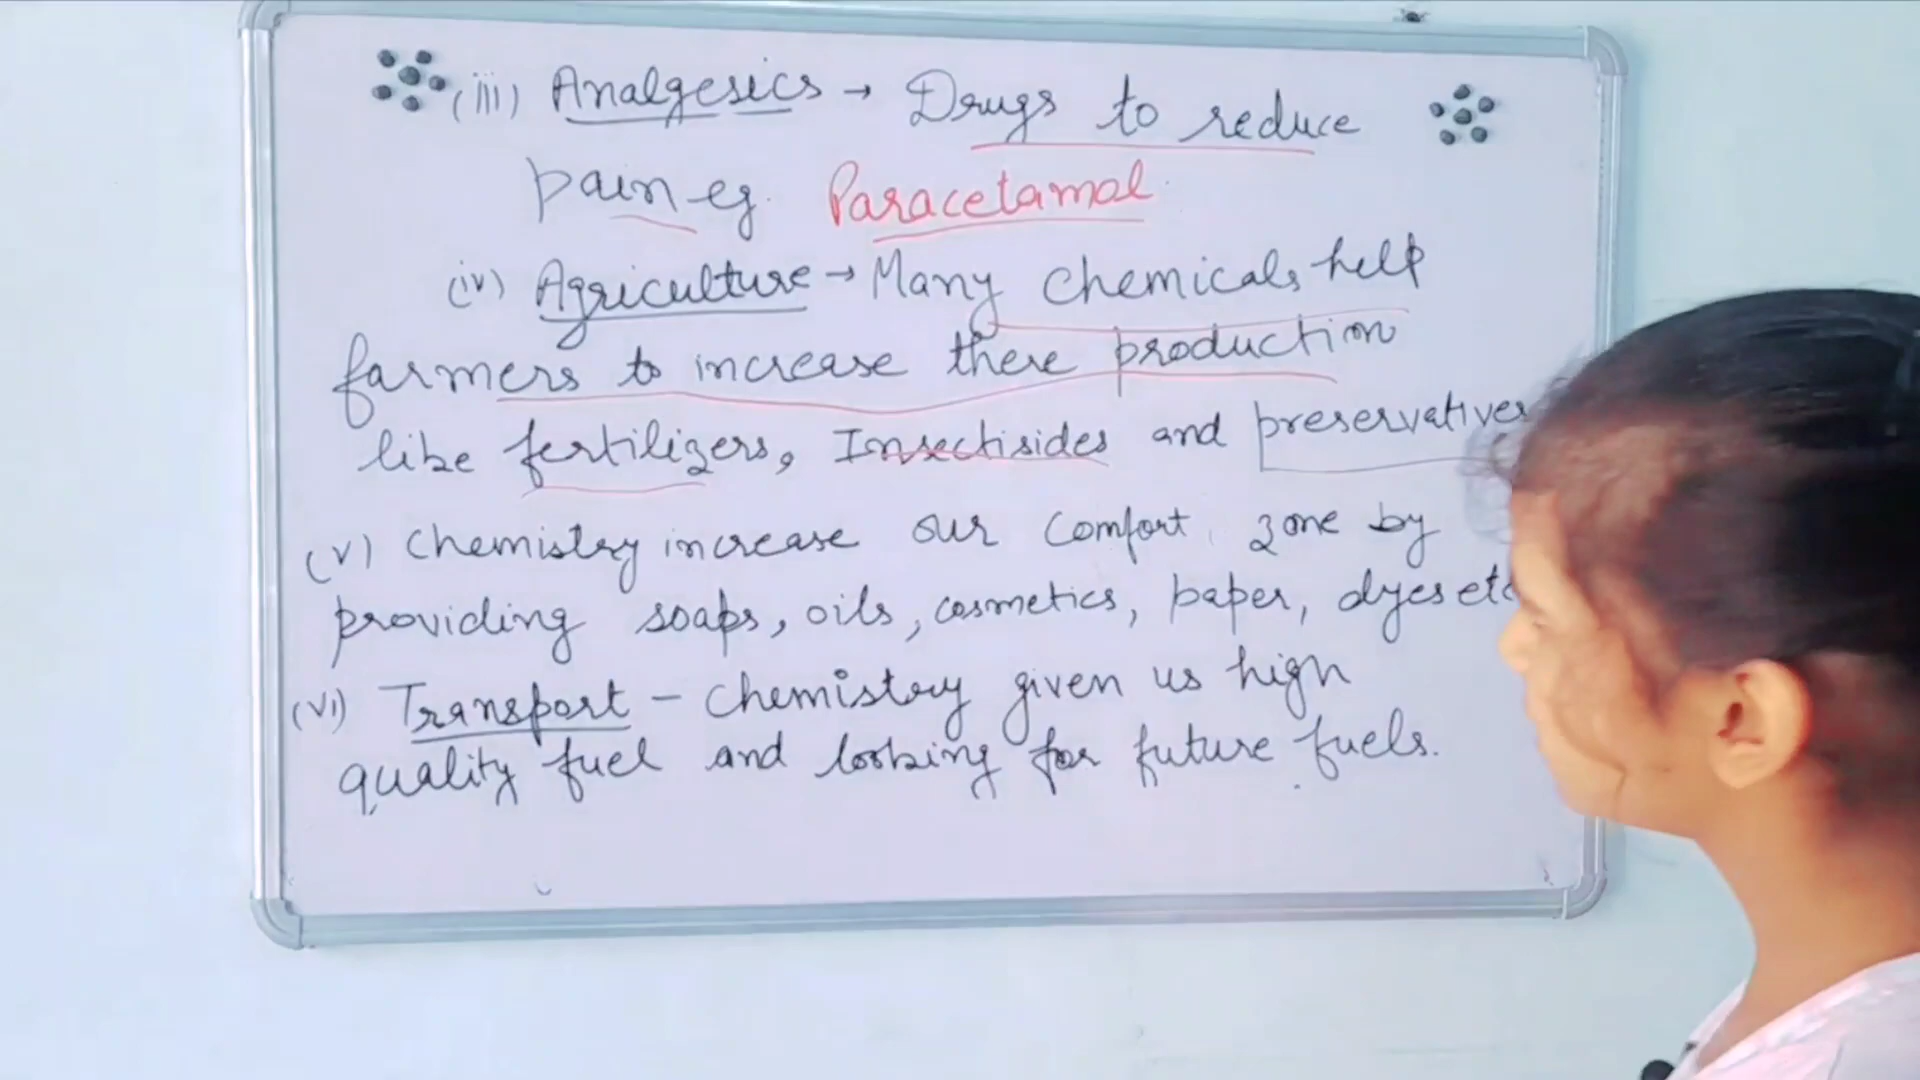 (iii) Analgesics → Drugs to reduce
pain eg. Paracetamol
(iv) Agriculture → Many chemicals help
farmers to increase there production
like fertilizers, Insectisides and preservatives
(v) Chemistry increase our comfort zone by
providing soaps, oils, cosmetics, paper, dyes etc
(vi) Transport - Chemistry given us high
quality fuel and looking for future fuels.